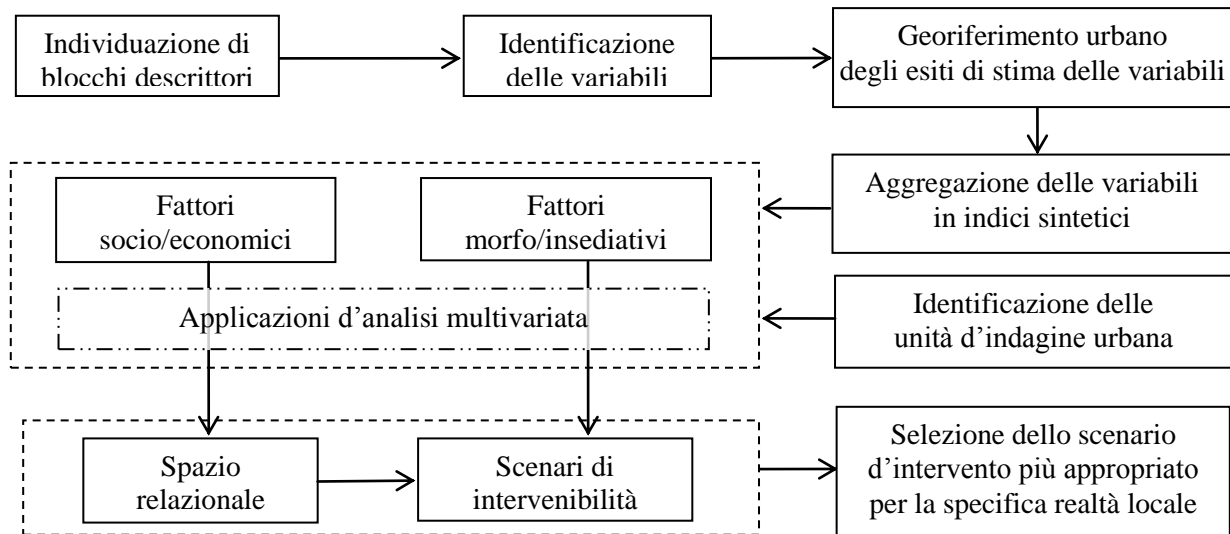 Individuazione di
blocchi descrittori
Identificazione
delle variabili
Georiferimento urbano
degli esiti di stima delle variabili
Aggregazione delle variabili
in indici sintetici
Fattori
socio/economici
Fattori
morfo/insediativi
Applicazioni d’analisi multivariata
Identificazione delle
unità d’indagine urbana
Spazio
relazionale
Scenari di
intervenibilità
Selezione dello scenario
d’intervento più appropriato
per la specifica realtà locale